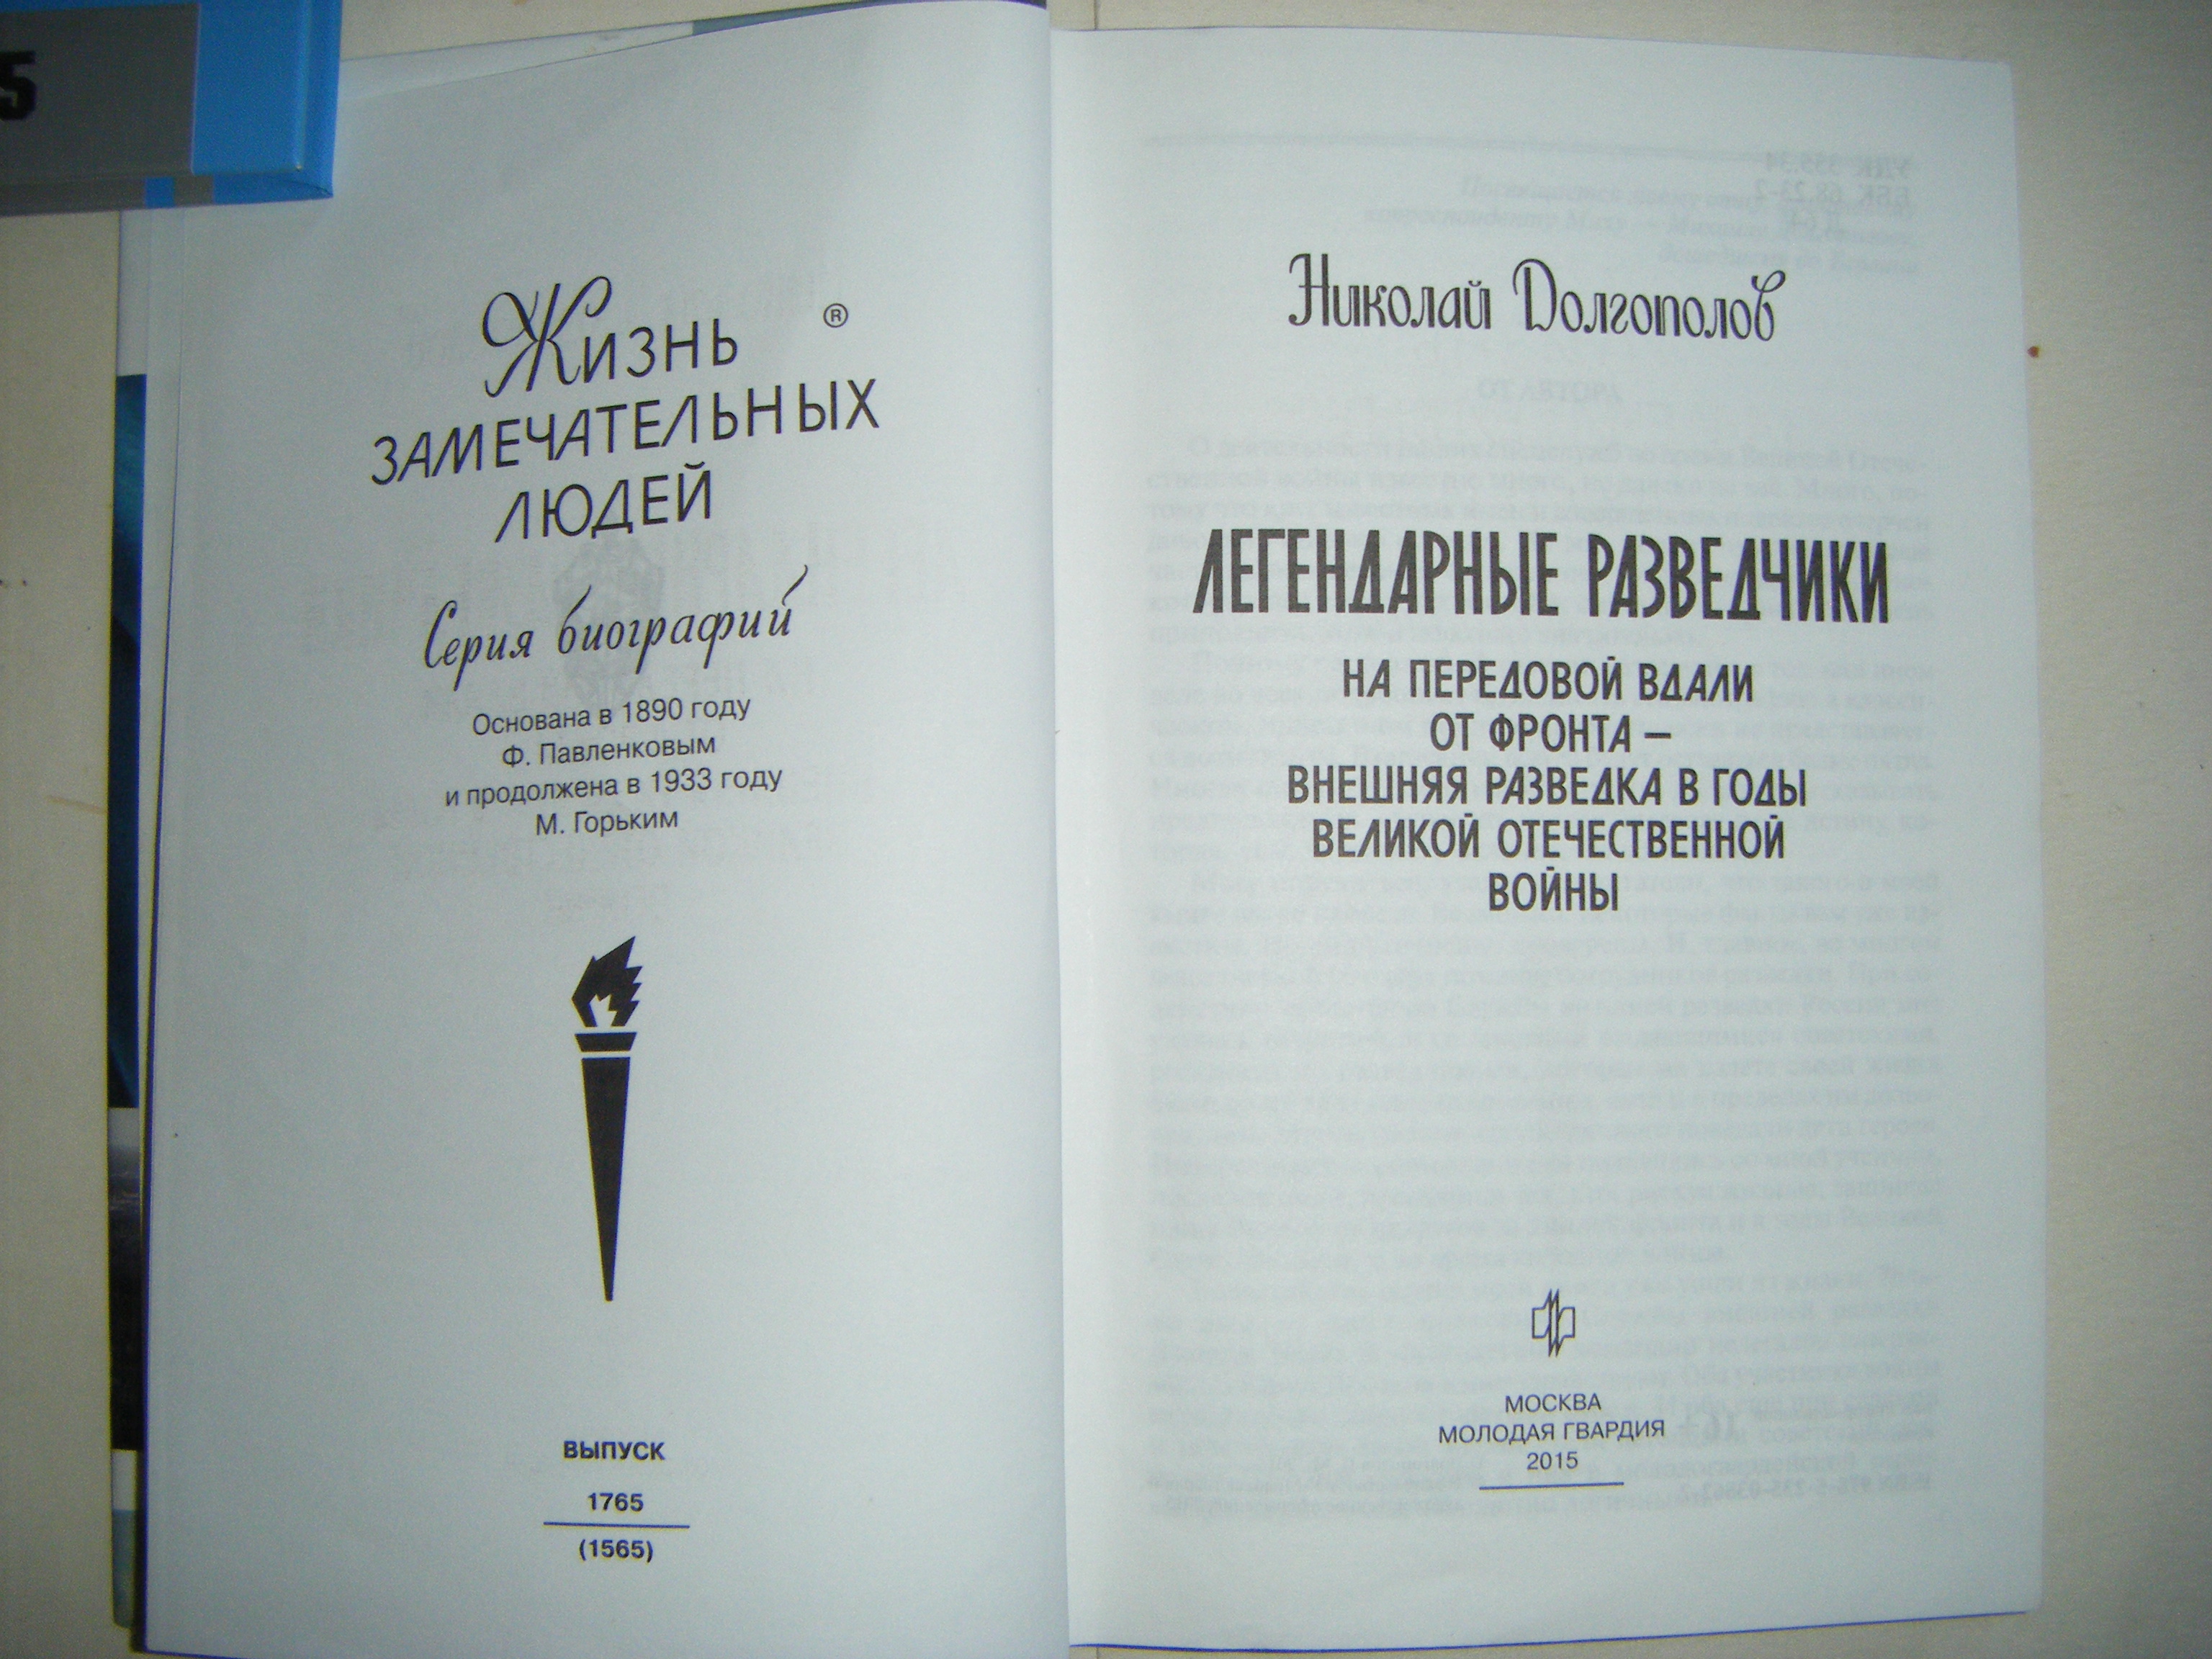 5
Жизнь ®
ЗАМЕЧАТЕЛЬНЫХ
ЛЮДЕЙ
Серия биографий
Основана в 1890 году
Ф. Павленковым
и продолжена в 1933 году
М. Горьким
ВЫПУСК
1765
(1565)
Николай Долгополов
ЛЕГЕНДАРНЫЕ РАЗВЕДЧИКИ
НА ПЕРЕДОВОЙ ВДАЛИ
ОТ ФРОНТА –
ВНЕШНЯЯ РАЗВЕДКА В ГОДЫ
ВЕЛИКОЙ ОТЕЧЕСТВЕННОЙ
ВОЙНЫ
МОСКВА
МОЛОДАЯ ГВАРДИЯ
2015